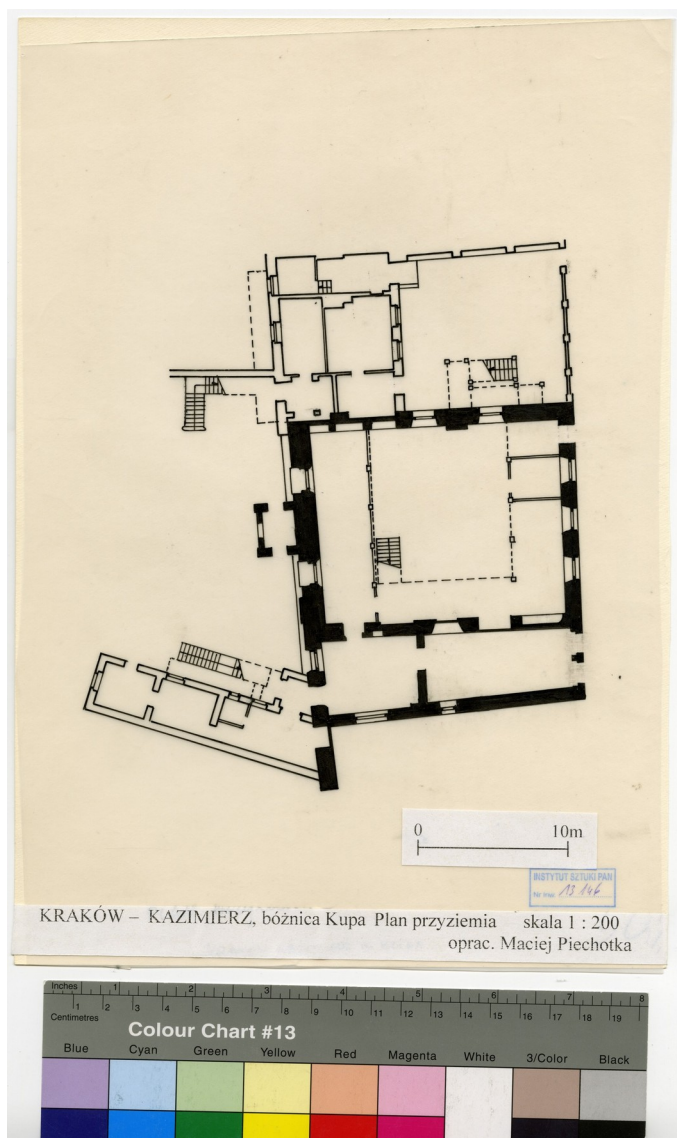 0 10m
INSTYTUT SZTUKI PAN
13146
KRAKÓW – KAZIMIERZ, bóżnica Kupa Plan przyziemia skala 1 : 200
oprac. Maciej Piechotka
Inches 1 2 3 4 5 6 7 8
1 2 3 4 5 6 7 8 9 10 11 12 13 14 15 16 17 18 19
Centimetres
Colour Chart #13
Blue Cyan Green Yellow Red Magenta White 3/Color Black